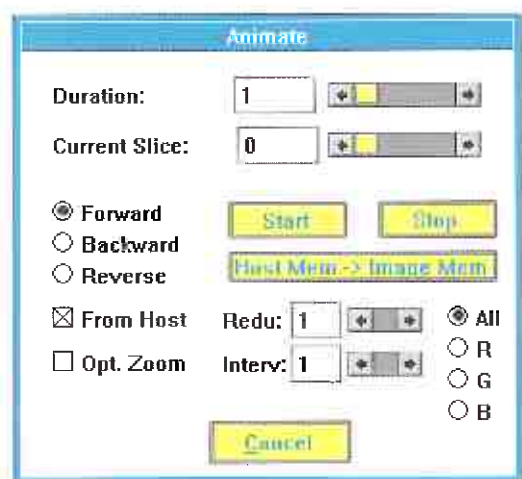 Animate
Duration: 1
Current Slice: 0
Forward
Backward
Reverse
Start Stop
Host Mem -> Image Mem
From Host
Opt. Zoom
Redu: 1
Interv: 1
All
R
G
B
Cancel